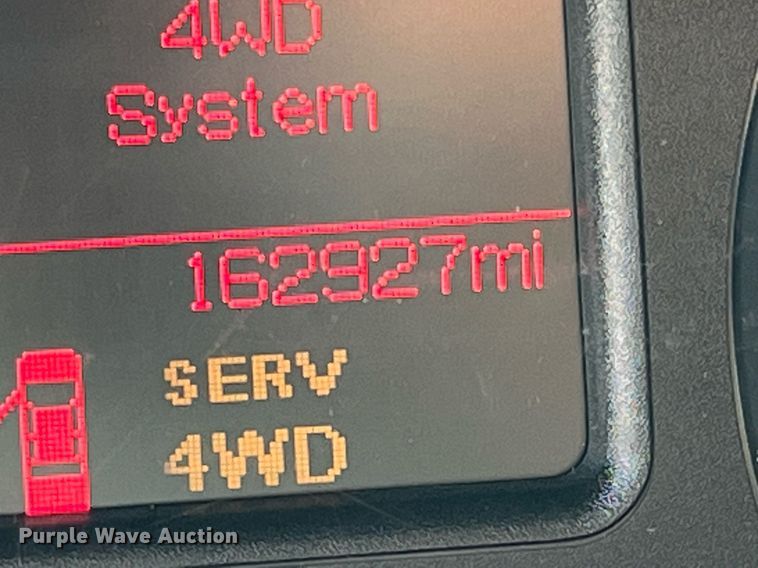 4WD
System
162927mi
SERV
4WD
Purple Wave Auction